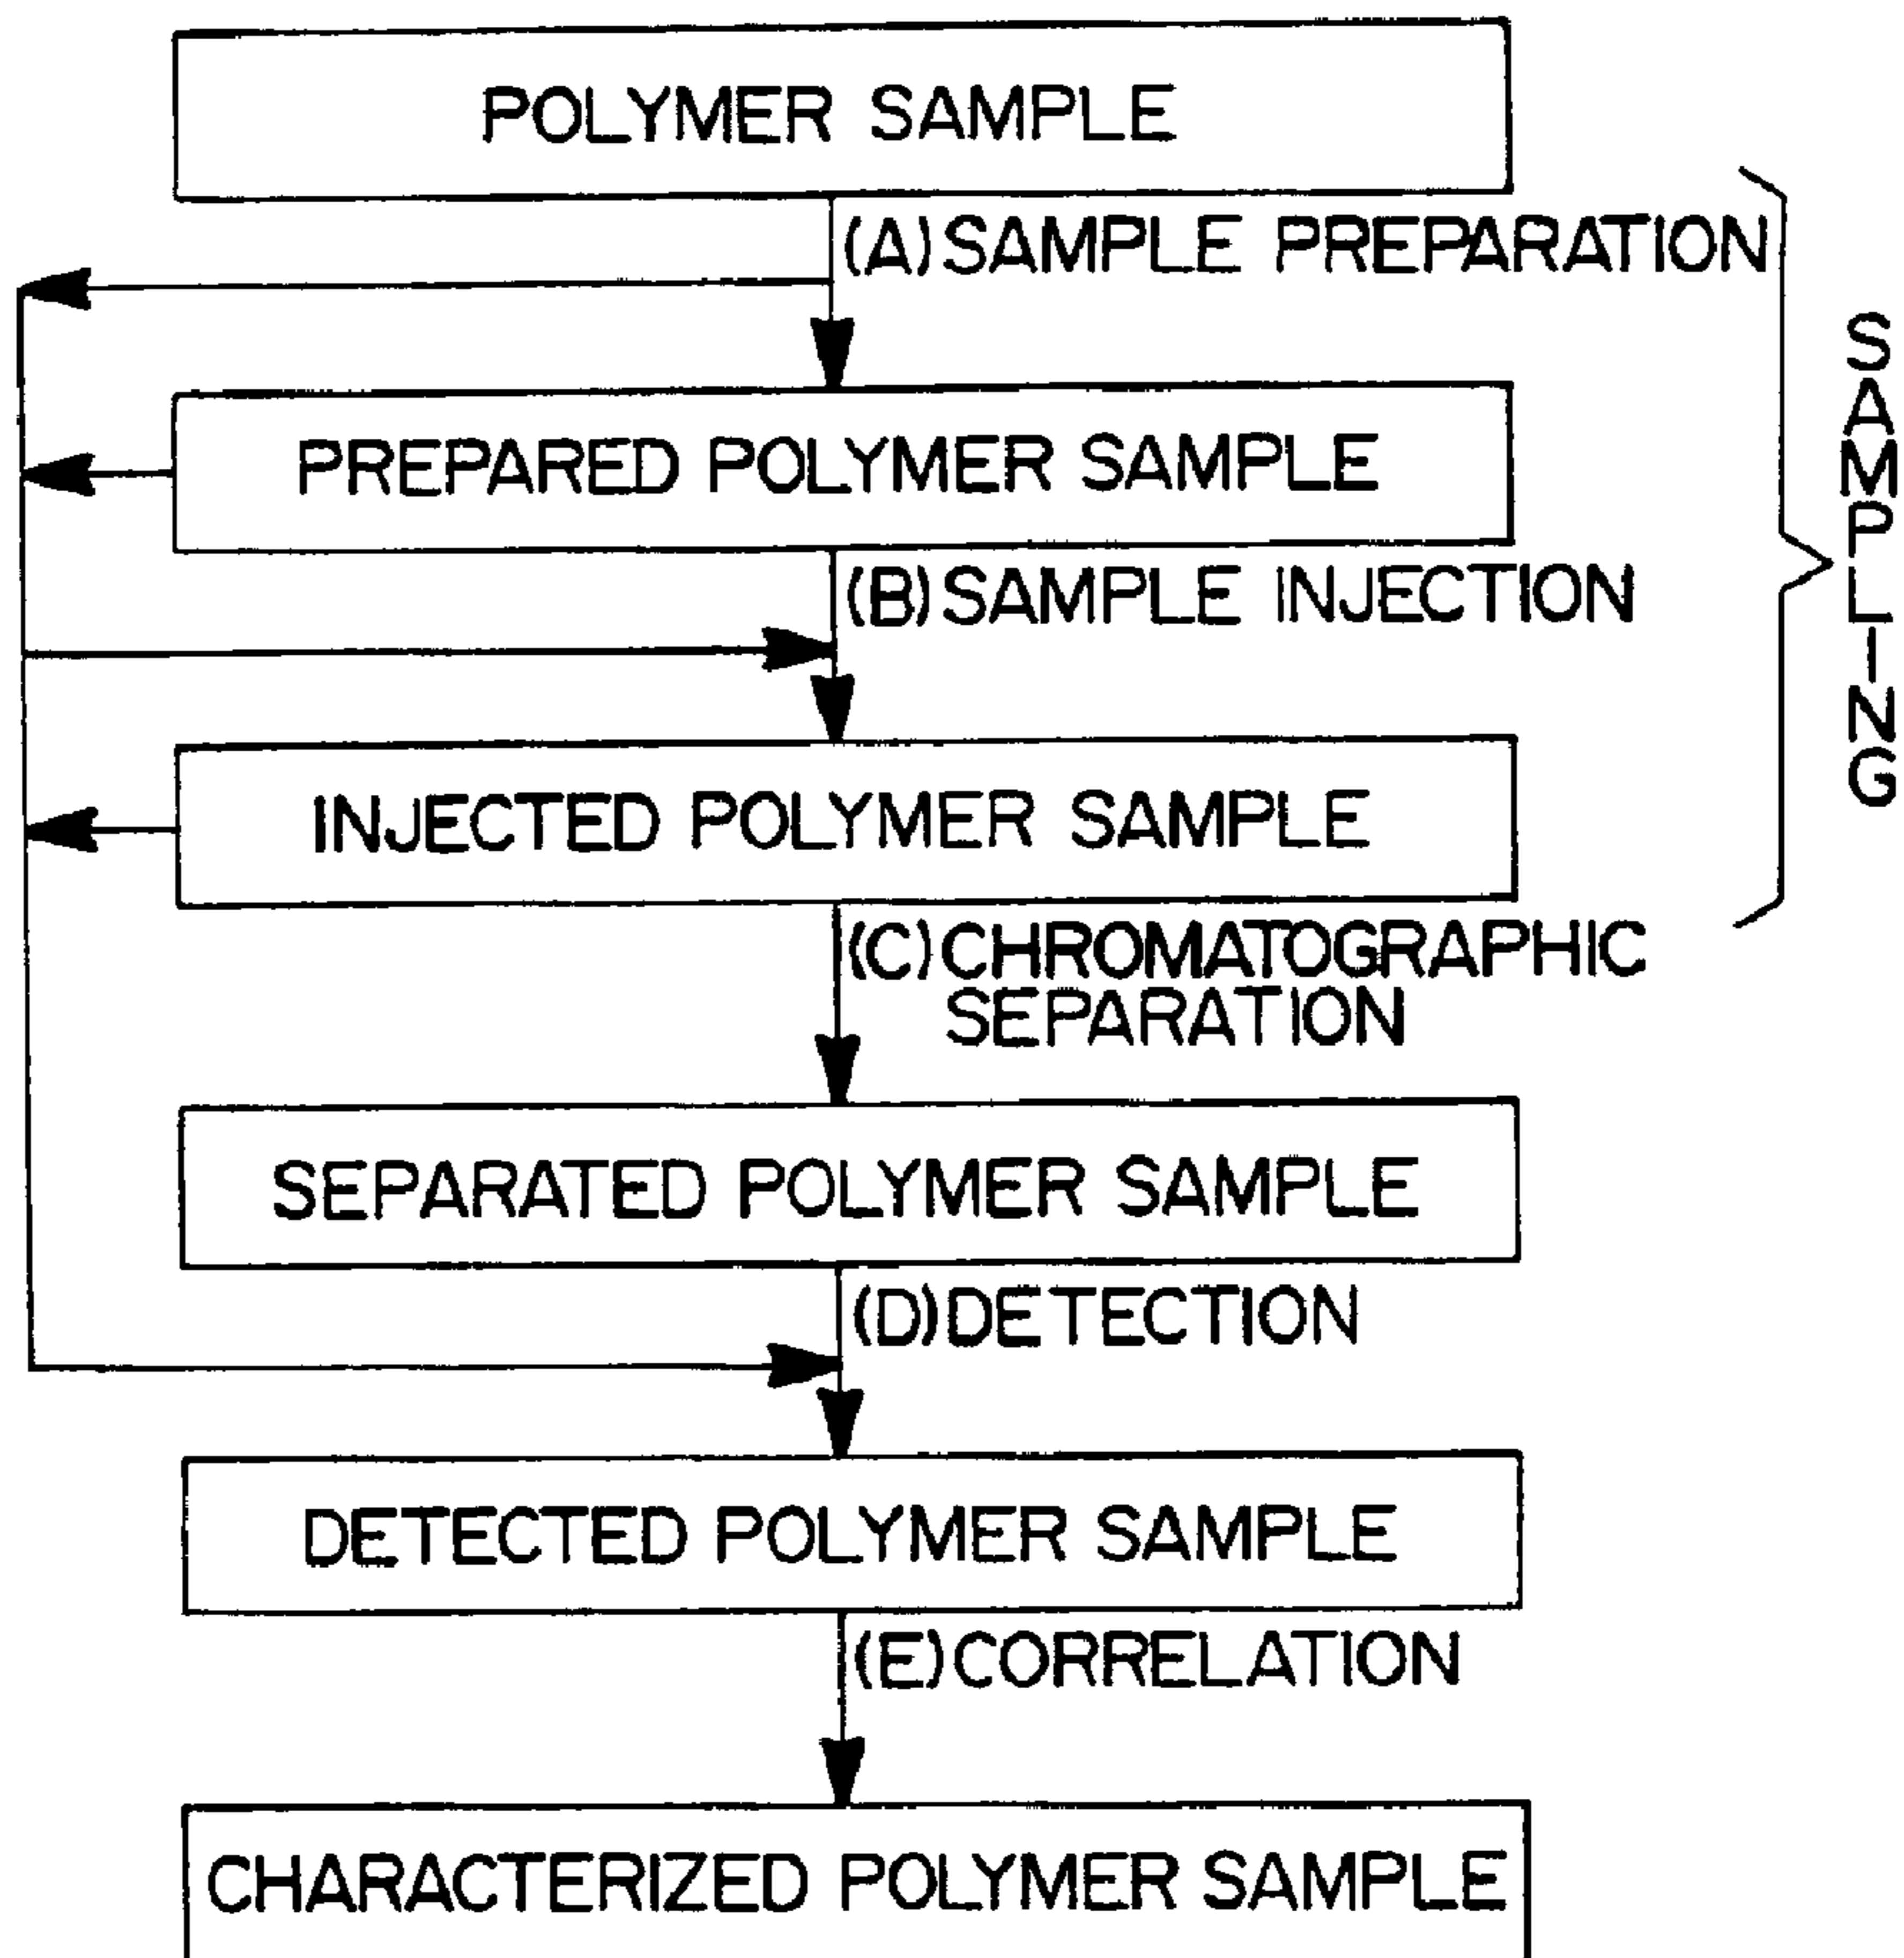 POLYMER SAMPLE
(A) SAMPLE PREPARATION
PREPARED POLYMER SAMPLE
(B) SAMPLE INJECTION
INJECTED POLYMER SAMPLE
(C) CHROMATOGRAPHIC
SEPARATION
SEPARATED POLYMER SAMPLE
(D) DETECTION
DETECTED POLYMER SAMPLE
(E) CORRELATION
CHARACTERIZED POLYMER SAMPLE
SAMPLING